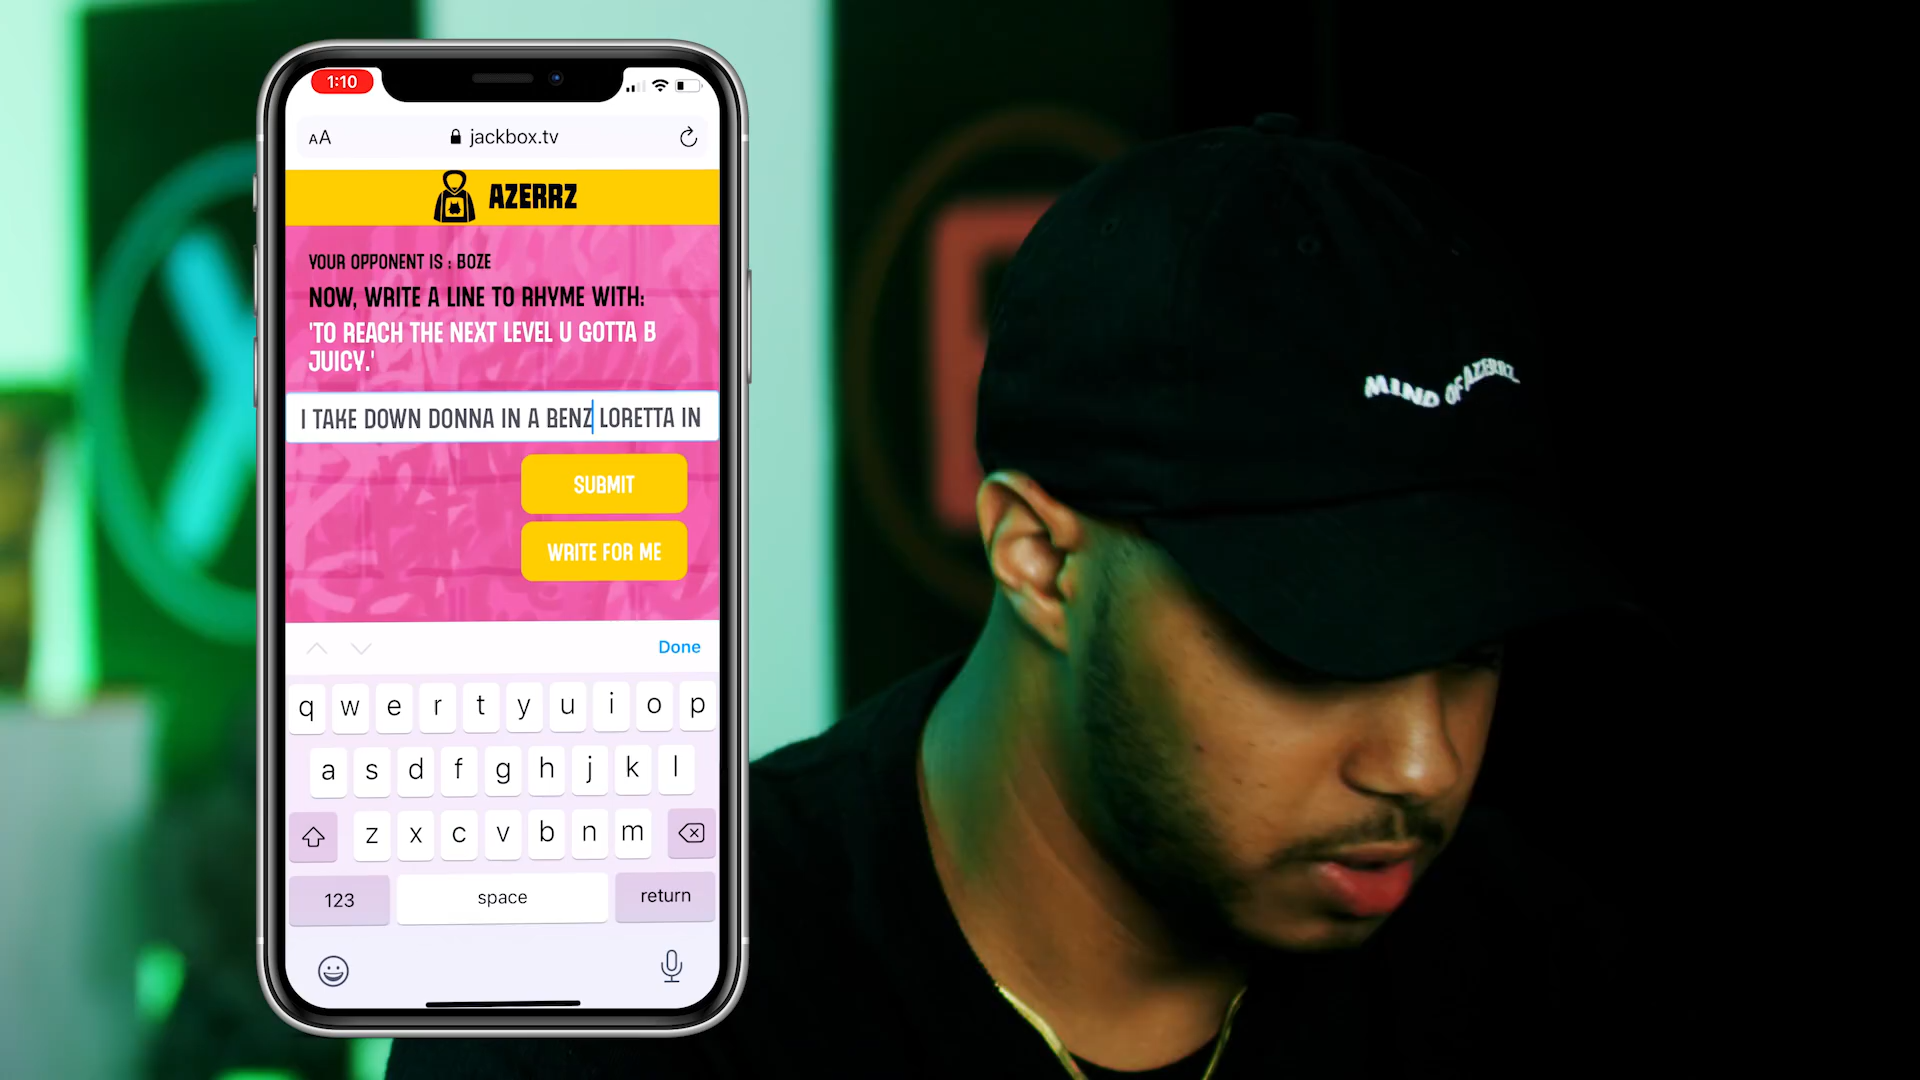 1:10
AA
jackbox.tv
AZERRZ
YOUR OPPONENT IS : BOZE
NOW, WRITE A LINE TO RHYME WITH:
'TO REACH THE NEXT LEVEL U GOTTA B
JUICY.'
I TAKE DOWN DONNA IN A BENZ LORETTA IN
SUBMIT
WRITE FOR ME
Done
q w e r t y u i o p
a s d f g h j k l
z x c v b n m
123 space return
MIND OF AZERRZ